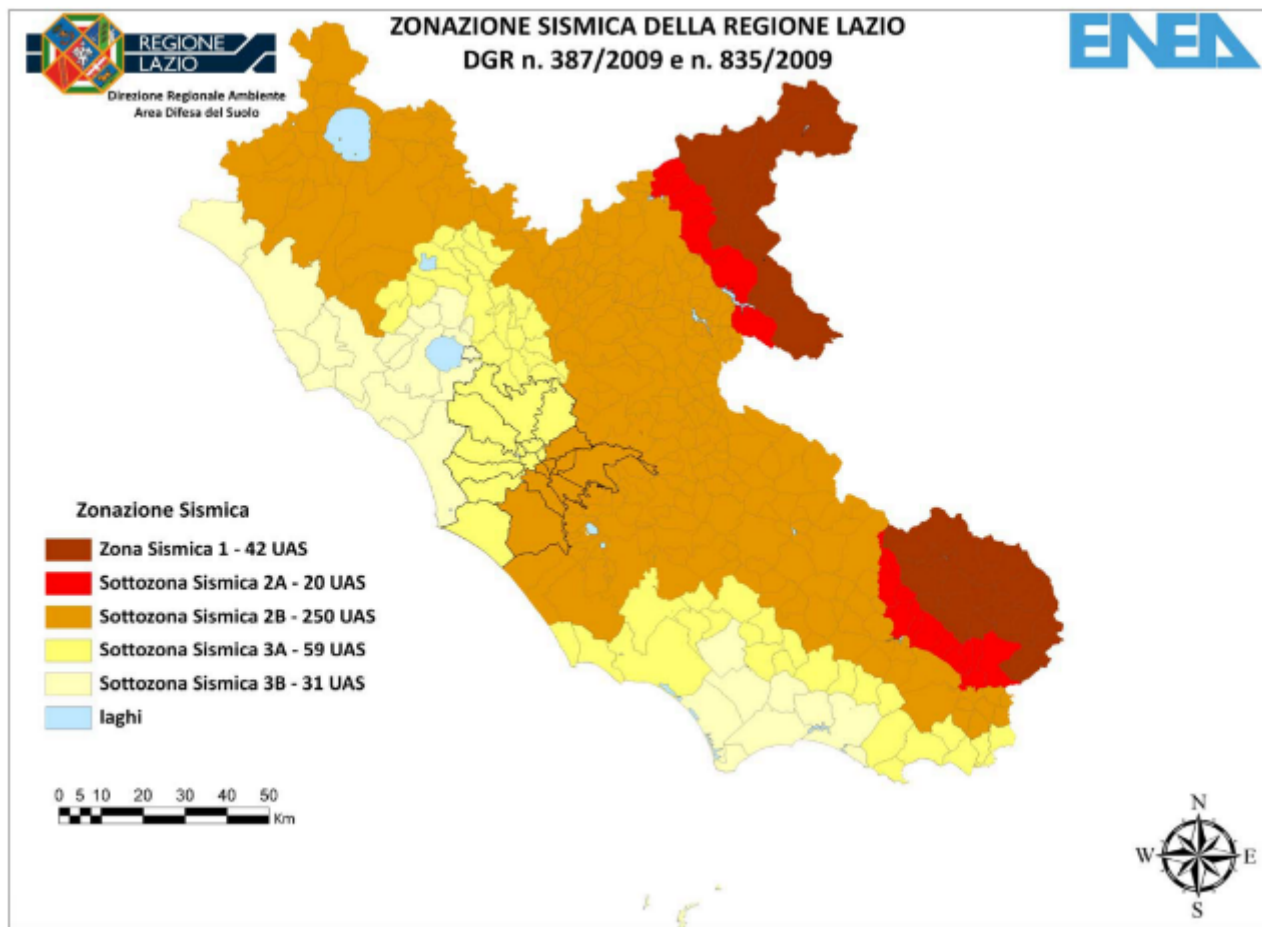 ZONAZIONE SISMICA DELLA REGIONE LAZIO
DGR n. 387/2009 e n. 835/2009
REGIONE
LAZIO
Direzione Regionale Ambiente
Area Difesa del Suolo
ENEA
Zonazione Sismica
Zona Sismica 1 - 42 UAS
Sottozona Sismica 2A - 20 UAS
Sottozona Sismica 2B - 250 UAS
Sottozona Sismica 3A - 59 UAS
Sottozona Sismica 3B - 31 UAS
laghi
0 5 10 20 30 40 50
Km
N
W E
S